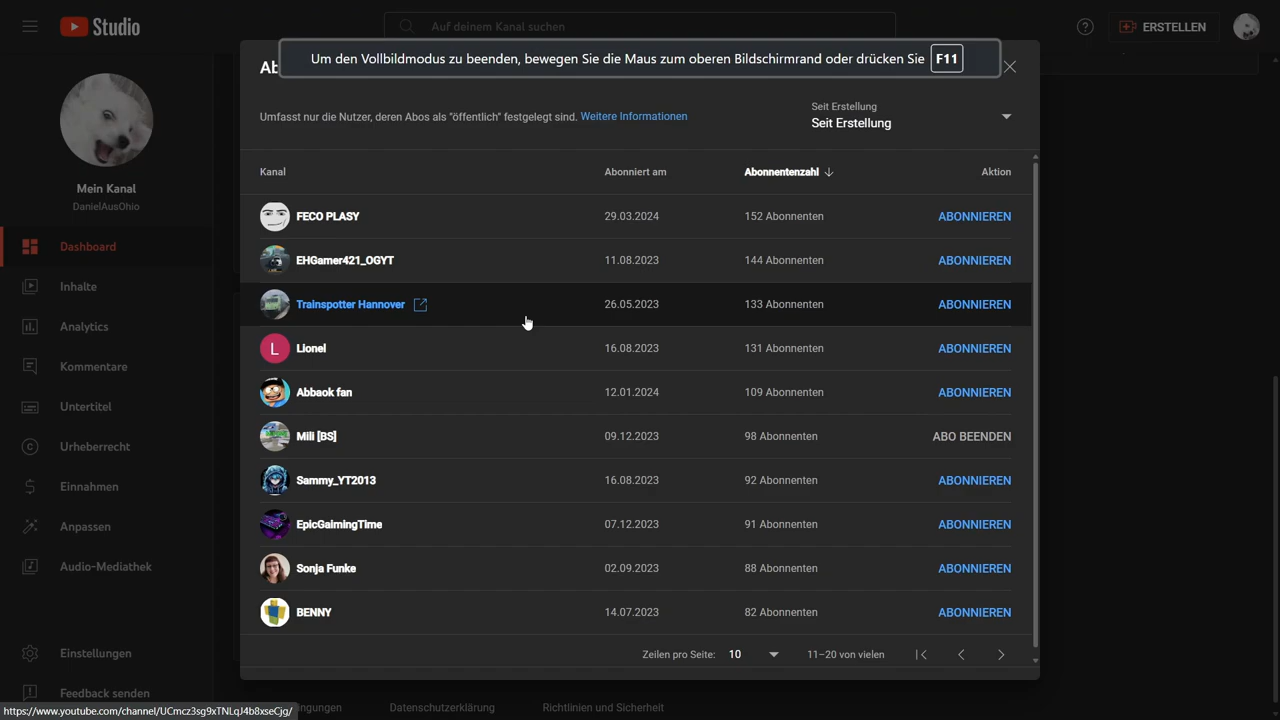 Studio
Auf deinem Kanal suchen
ERSTELLEN
Um den Vollbildmodus zu beenden, bewegen Sie die Maus zum oberen Bildschirmrand oder drücken Sie F11
Umfasst nur die Nutzer, deren Abos als "öffentlich" festgelegt sind. Weitere Informationen
Seit Erstellung
Seit Erstellung
Mein Kanal
DanielAusOhio
Dashboard
Inhalte
Analytics
Kommentare
Untertitel
Urheberrecht
Einnahmen
Anpassen
Audio-Mediathek
Einstellungen
Feedback senden
Kanal Abonniert am Abonnentenzahl Aktion
FECO PLASY 29.03.2024 152 Abonnenten ABONNIEREN
EHGamer421_OGYT 11.08.2023 144 Abonnenten ABONNIEREN
Trainspotter Hannover 26.05.2023 133 Abonnenten ABONNIEREN
L Lionel 16.08.2023 131 Abonnenten ABONNIEREN
Abbaok fan 12.01.2024 109 Abonnenten ABONNIEREN
Mili [BS] 09.12.2023 98 Abonnenten ABO BEENDEN
Sammy_YT2013 16.08.2023 92 Abonnenten ABONNIEREN
EpicGaimingTime 07.12.2023 91 Abonnenten ABONNIEREN
Sonja Funke 02.09.2023 88 Abonnenten ABONNIEREN
BENNY 14.07.2023 82 Abonnenten ABONNIEREN
Zeilen pro Seite: 10 11–20 von vielen
https://www.youtube.com/channel/UCmcz3sg9xTNLqJ4b8xseCjg/
Datenschutzerklärung Richtlinien und Sicherheit